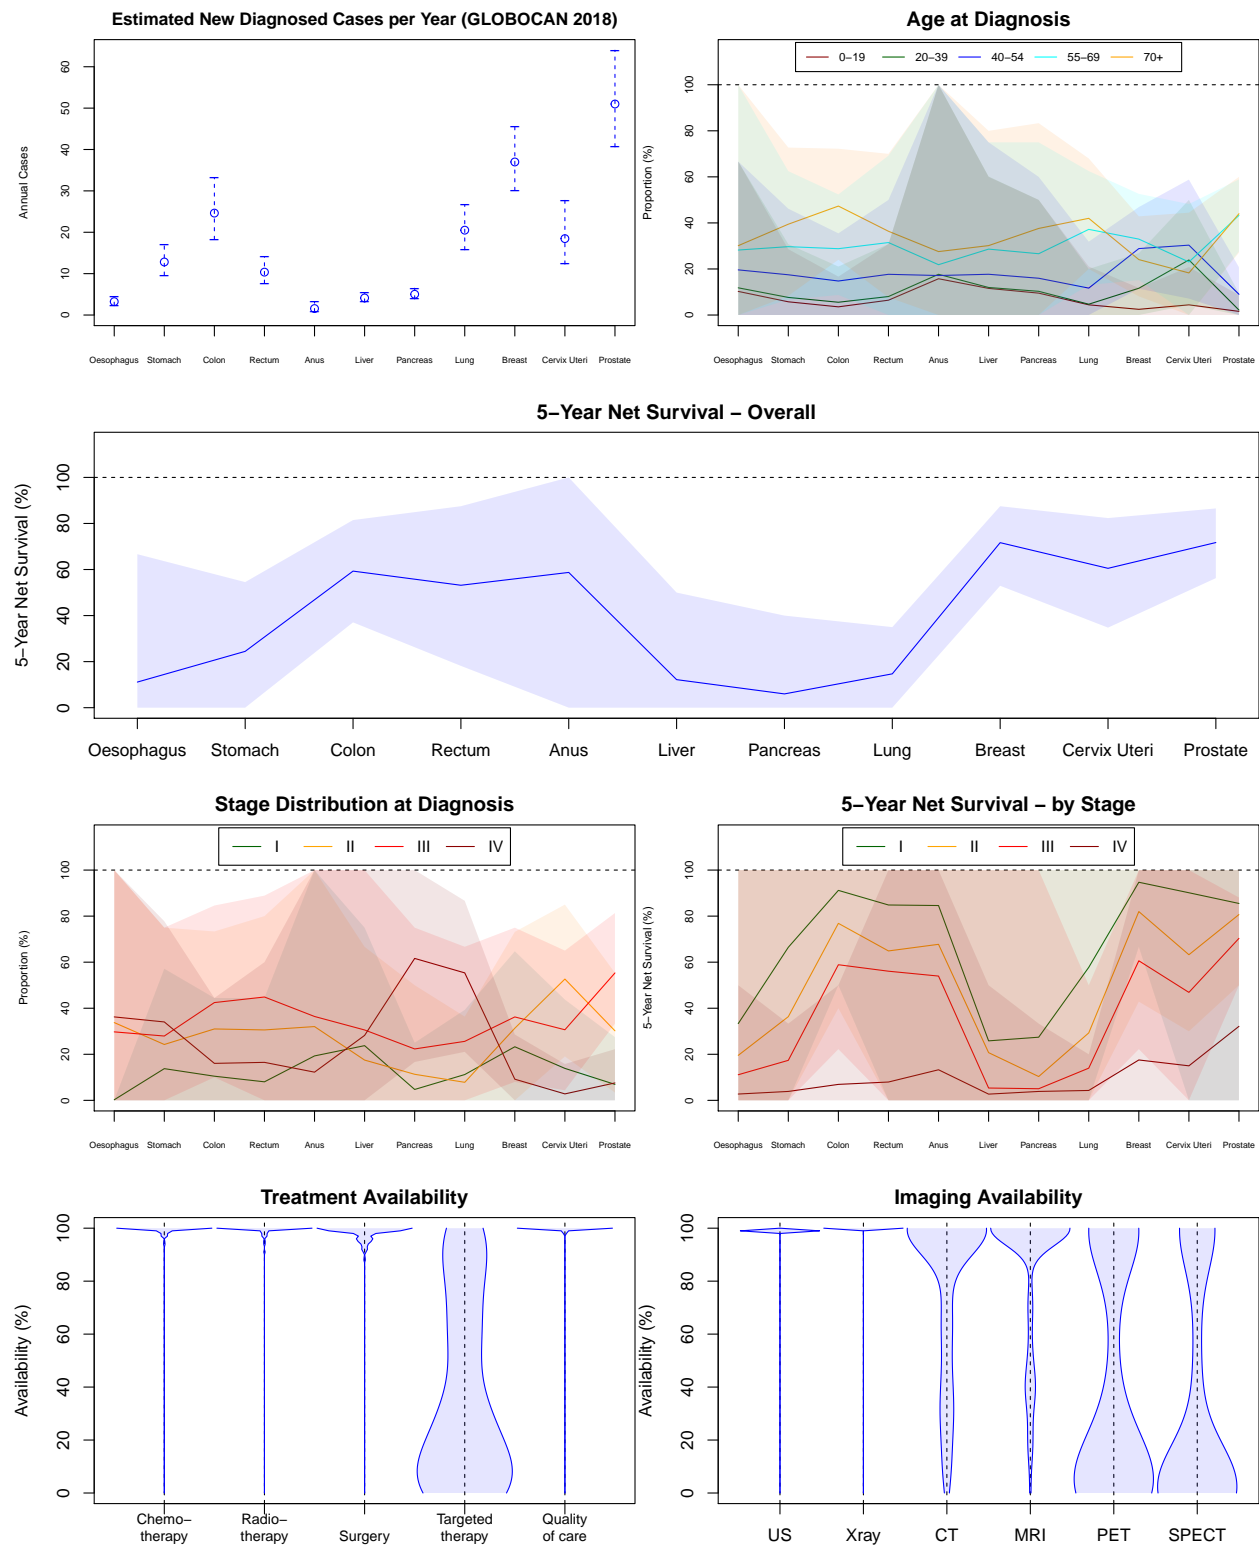 Estimated New Diagnosed Cases per Year (GLOBOCAN 2018)
Annual Cases
60
50
40
30
20
10
0
Oesophagus Stomach Colon Rectum Anus Liver Pancreas Lung Breast Cervix Uteri Prostate
Age at Diagnosis
0−19 20−39 40−54 55−69 70+
Proportion (%)
100
80
60
40
20
0
Oesophagus Stomach Colon Rectum Anus Liver Pancreas Lung Breast Cervix Uteri Prostate
5−Year Net Survival − Overall
5−Year Net Survival (%)
100
80
60
40
20
0
Oesophagus Stomach Colon Rectum Anus Liver Pancreas Lung Breast Cervix Uteri Prostate
Stage Distribution at Diagnosis
I II III IV
Proportion (%)
100
80
60
40
20
0
Oesophagus Stomach Colon Rectum Anus Liver Pancreas Lung Breast Cervix Uteri Prostate
5−Year Net Survival − by Stage
I II III IV
5−Year Net Survival (%)
100
80
60
40
20
0
Oesophagus Stomach Colon Rectum Anus Liver Pancreas Lung Breast Cervix Uteri Prostate
Treatment Availability
Availability (%)
100
80
60
40
20
0
Chemo−
therapy
Radio−
therapy
Surgery
Targeted
therapy
Quality
of care
Imaging Availability
Availability (%)
100
80
60
40
20
0
US Xray CT MRI PET SPECT